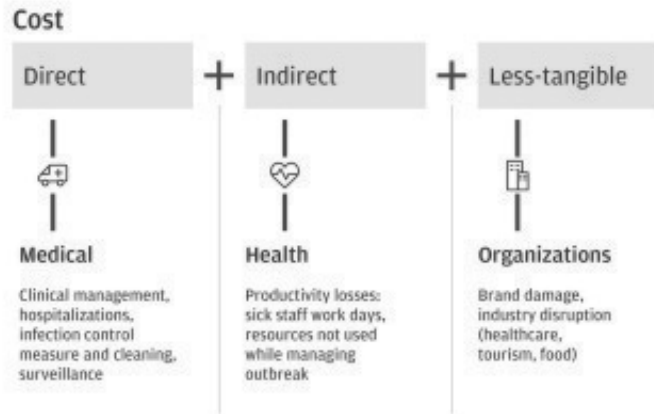 Cost
Direct + Indirect + Less-tangible
Medical
Clinical management,
hospitalizations,
infection control
measure and cleaning,
surveillance
Health
Productivity losses:
sick staff work days,
resources not used
while managing
outbreak
Organizations
Brand damage,
industry disruption
(healthcare,
tourism, food)